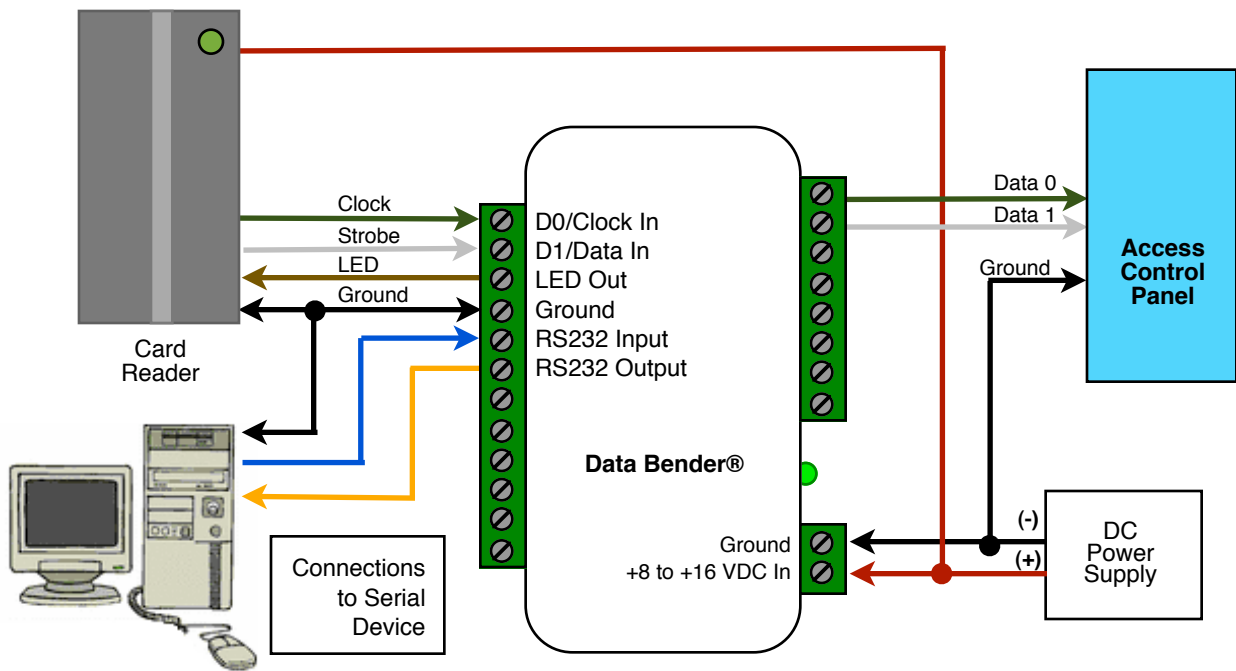 Clock
Strobe
LED
Ground
Card
Reader
D0/Clock In
D1/Data In
LED Out
Ground
RS232 Input
RS232 Output
Data Bender®
Ground
+8 to +16 VDC In
Data 0
Data 1
Ground
Access
Control
Panel
(-)
(+)
DC
Power
Supply
Connections
to Serial
Device